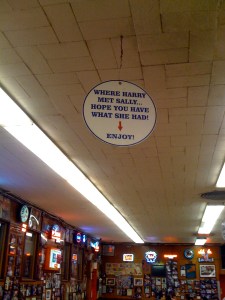 WHERE HARRY
MET SALLY...
HOPE YOU HAVE
WHAT SHE HAD!
ENJOY!